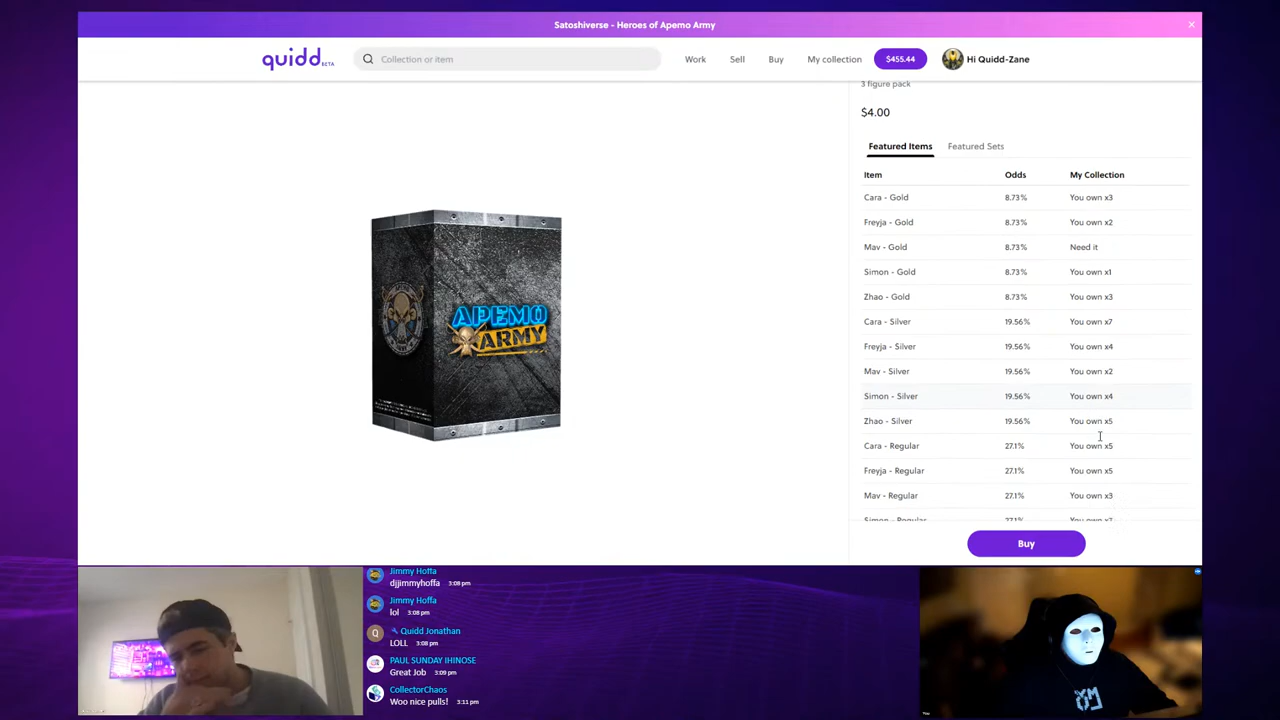 Satoshiverse - Heroes of Apemo Army
quidd BETA
Collection or item
Work Sell Buy My collection $455.44 Hi Quidd-Zane
3 figure pack
$4.00
Featured Items Featured Sets
Item Odds My Collection
Cara - Gold 8.73% You own x3
Freyja - Gold 8.73% You own x2
Mav - Gold 8.73% Need it
Simon - Gold 8.73% You own x1
Zhao - Gold 8.73% You own x3
Cara - Silver 19.56% You own x7
Freyja - Silver 19.56% You own x4
Mav - Silver 19.56% You own x2
Simon - Silver 19.56% You own x4
Zhao - Silver 19.56% You own x5
Cara - Regular 27.1% You own x5
Freyja - Regular 27.1% You own x5
Mav - Regular 27.1% You own x3
Simon - Regular 27.1% You own
Buy
APEMO
ARMY
Jimmy Hoffa
djjimmyhoffa 3:08 pm
Jimmy Hoffa
lol 3:08 pm
Q Quidd Jonathan
LOLL 3:08 pm
PAUL SUNDAY IHINOSE
Great Job 3:09 pm
CollectorChaos
Woo nice pulls! 3:11 pm